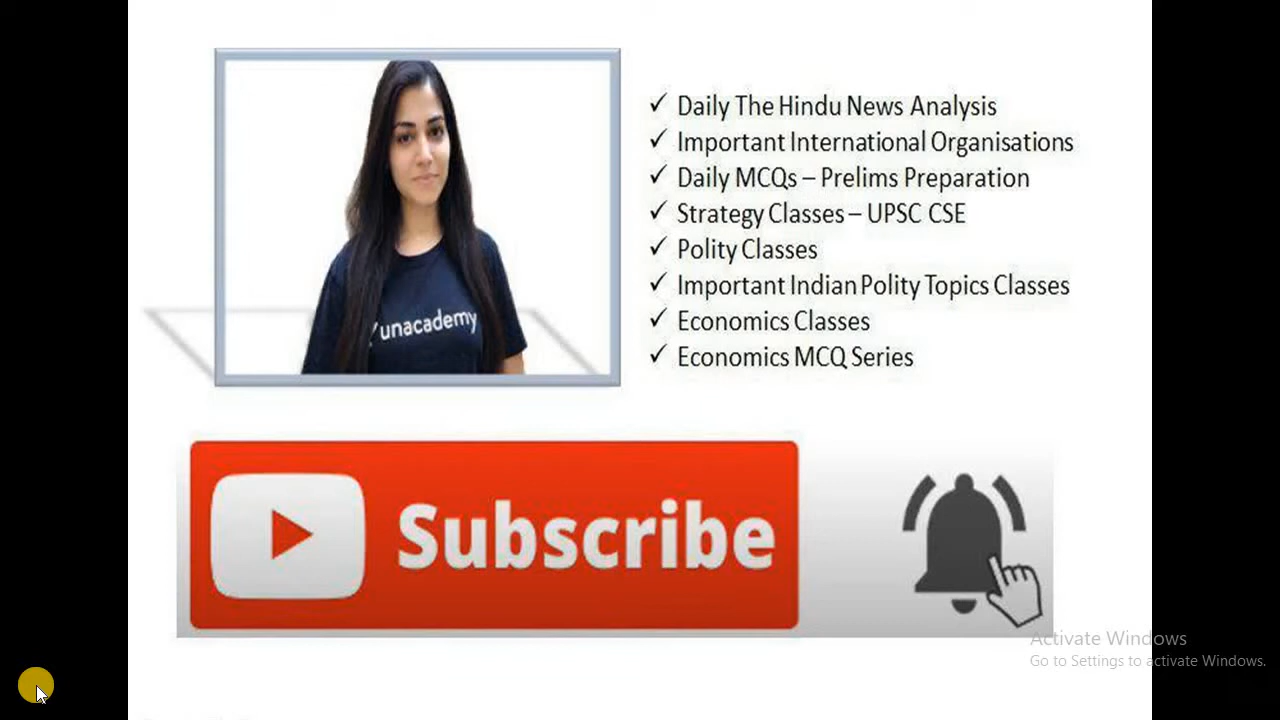 Daily The Hindu News Analysis
Important International Organisations
Daily MCQs – Prelims Preparation
Strategy Classes – UPSC CSE
Polity Classes
Important Indian Polity Topics Classes
Economics Classes
Economics MCQ Series
unacademy
Subscribe
Activate Windows
Go to Settings to activate Windows.